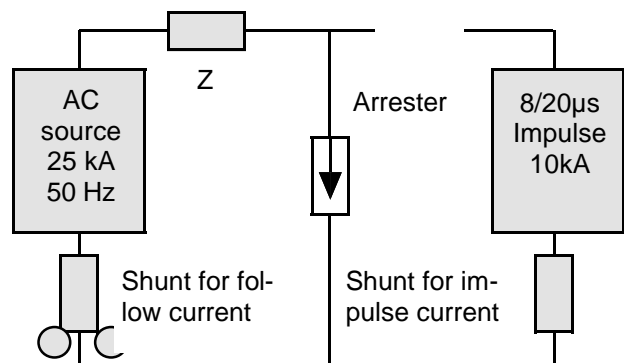 Z
AC
source
25 kA
50 Hz
Arrester
8/20µs
Impulse
10kA
Shunt for fol-
low current
Shunt for im-
pulse current